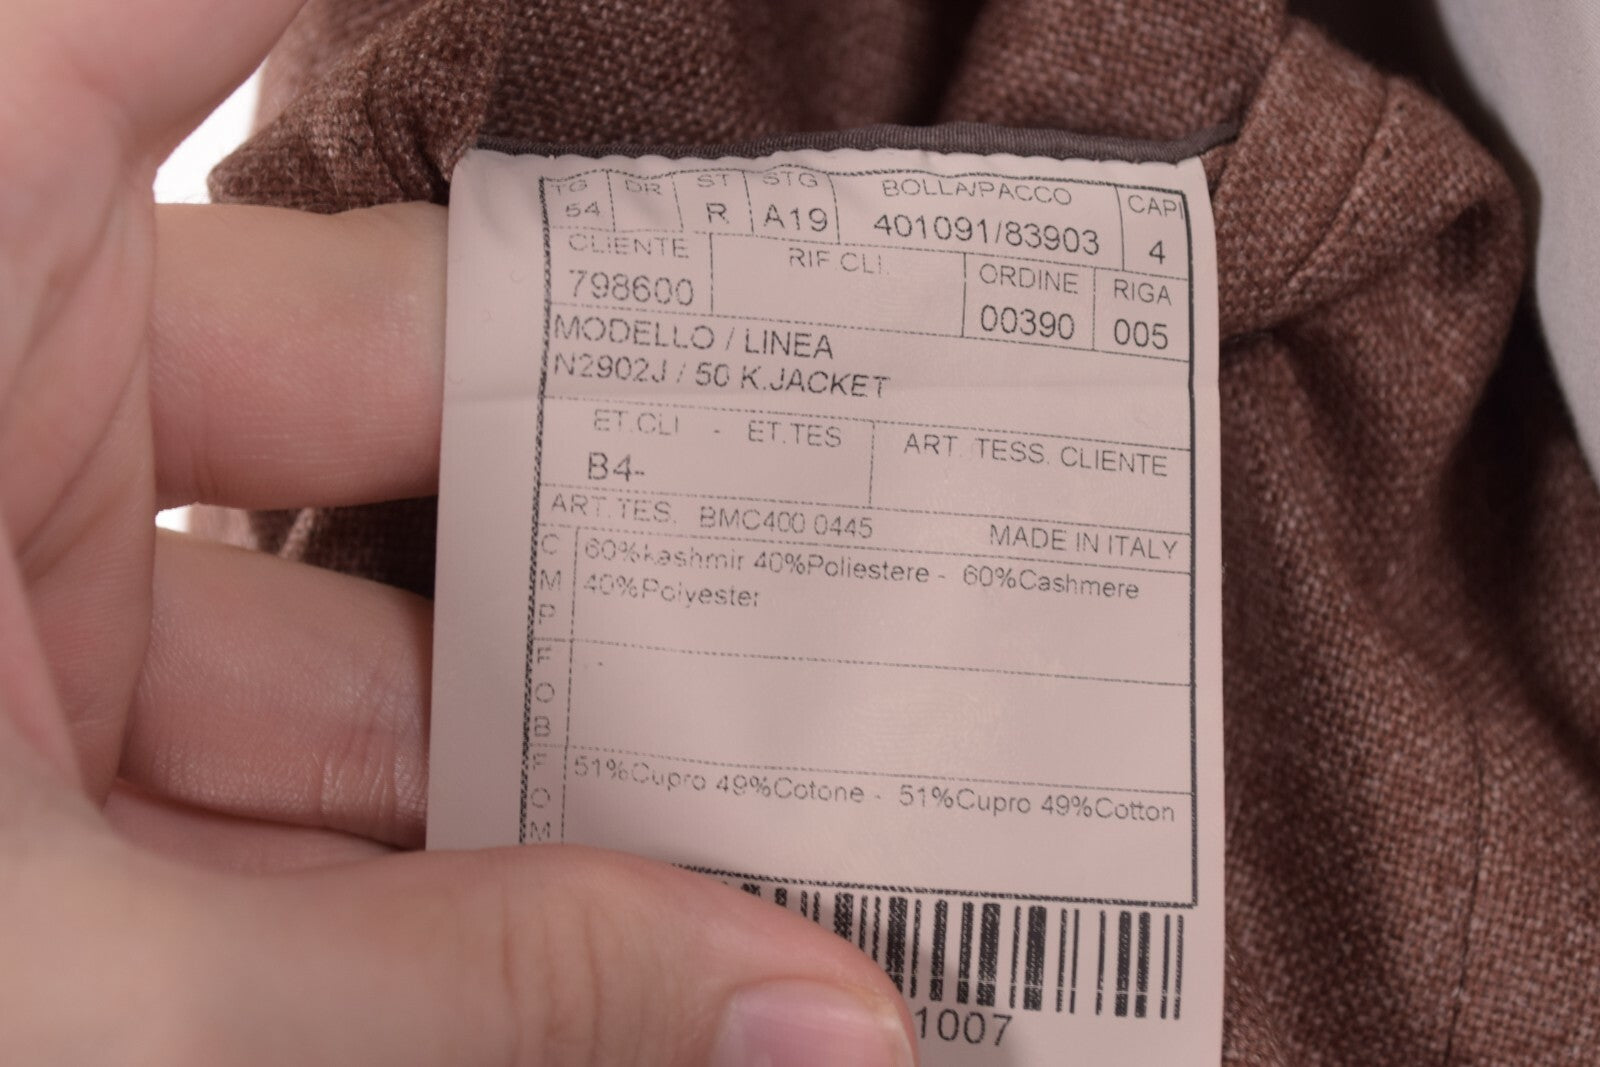 TG DR ST STG BOLLA/PACCO CAPI
54 R A19 401091/83903 4
CLIENTE RIF CLI. ORDINE RIGA
798600 00390 005
MODELLO / LINEA
N2902J / 50 K.JACKET
ET.CLI - ET.TES ART. TESS. CLIENTE
B4-
ART.TES. BMC400 0445 MADE IN ITALY
C M P
60%Kashmir 40%Poliestere - 60%Cashmere
40%Polyester
F O B
F O M
51%Cupro 49%Cotone - 51%Cupro 49%Cotton
1007